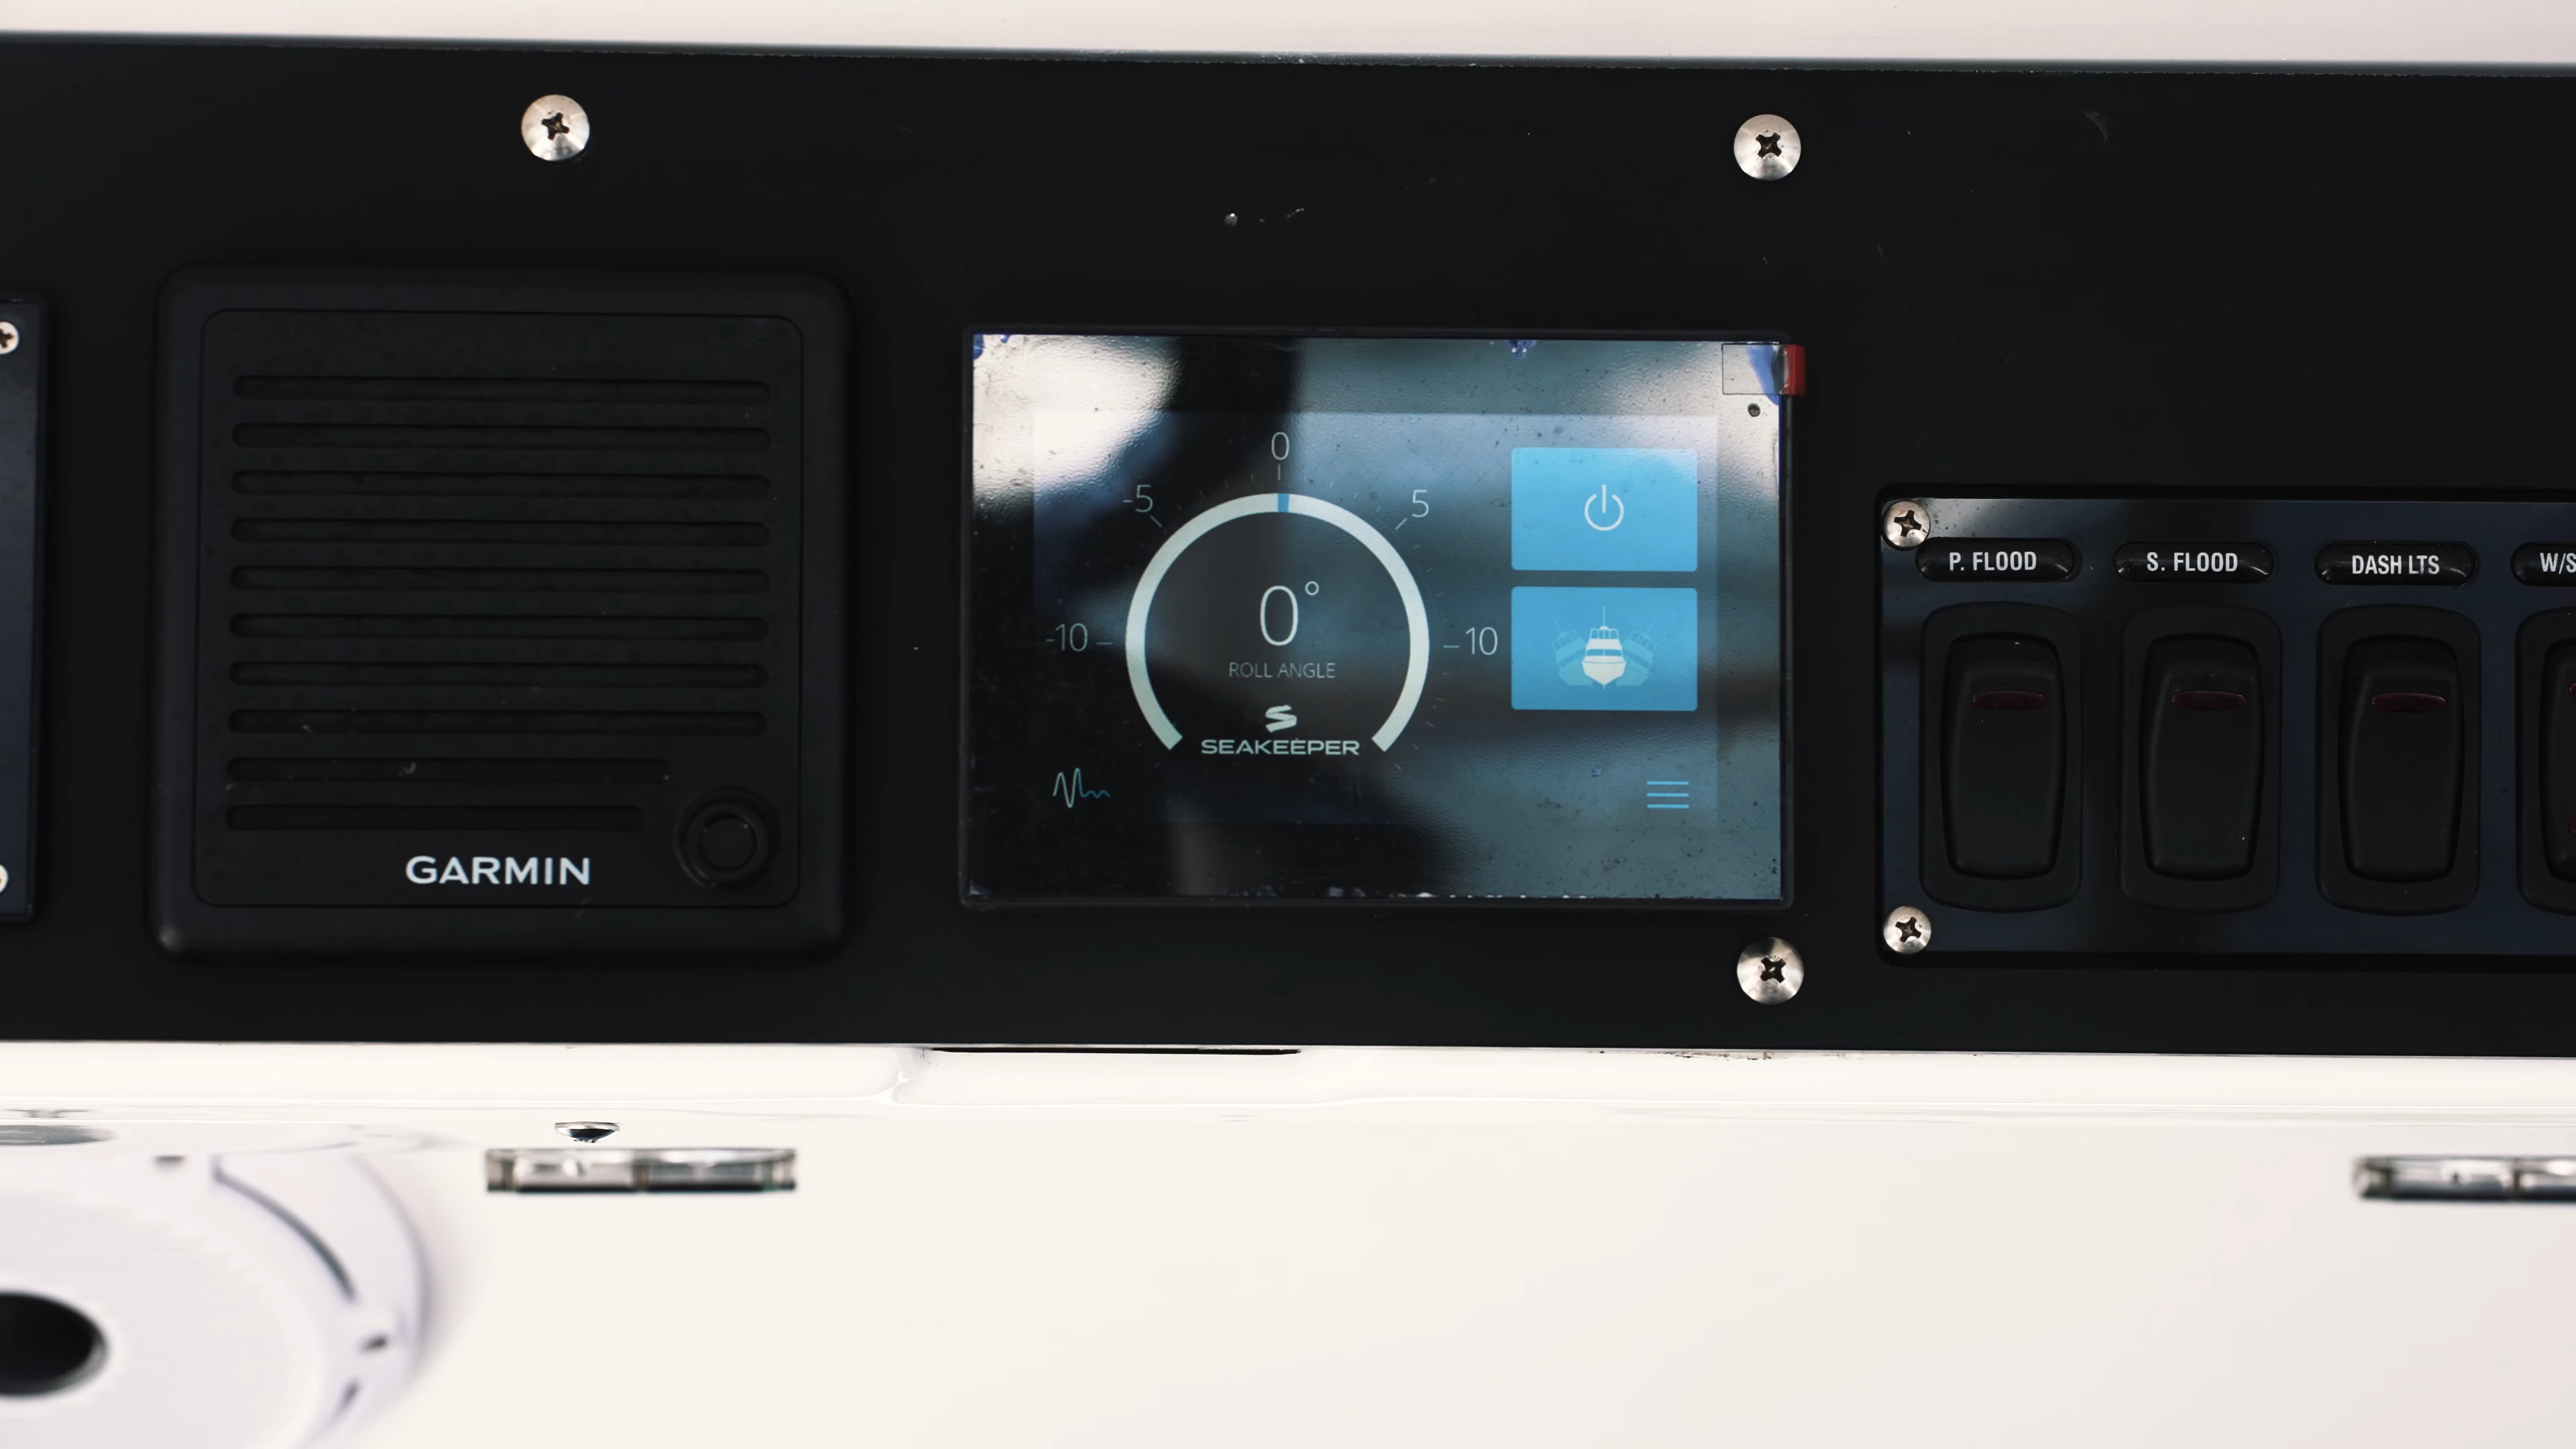 GARMIN
0
-5
5
-10
10
0°
ROLL ANGLE
SEAKEEPER
P. FLOOD
S. FLOOD
DASH LTS
W/S